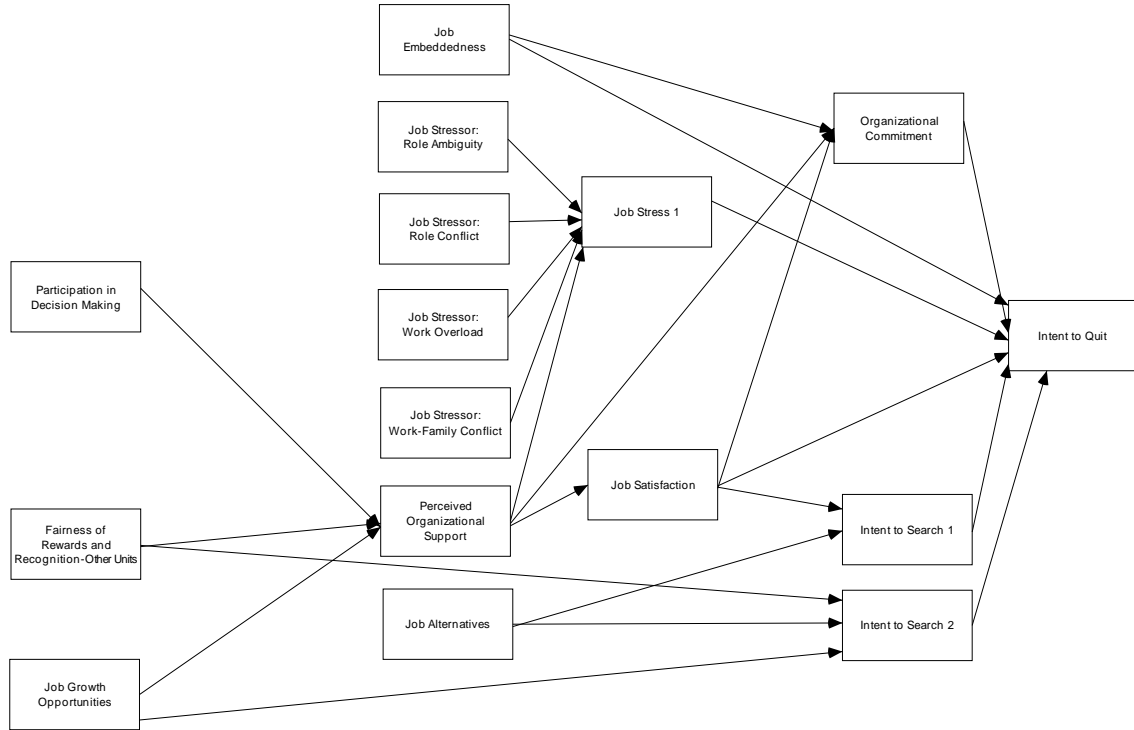 Job
Embeddedness
Job Stressor:
Role Ambiguity
Organizational
Commitment
Job Stress 1
Job Stressor:
Role Conflict
Participation in
Decision Making
Job Stressor:
Work Overload
Intent to Quit
Job Stressor:
Work-Family Conflict
Perceived
Organizational
Support
Job Satisfaction
Fairness of
Rewards and
Recognition-Other Units
Intent to Search 1
Job Alternatives
Intent to Search 2
Job Growth
Opportunities